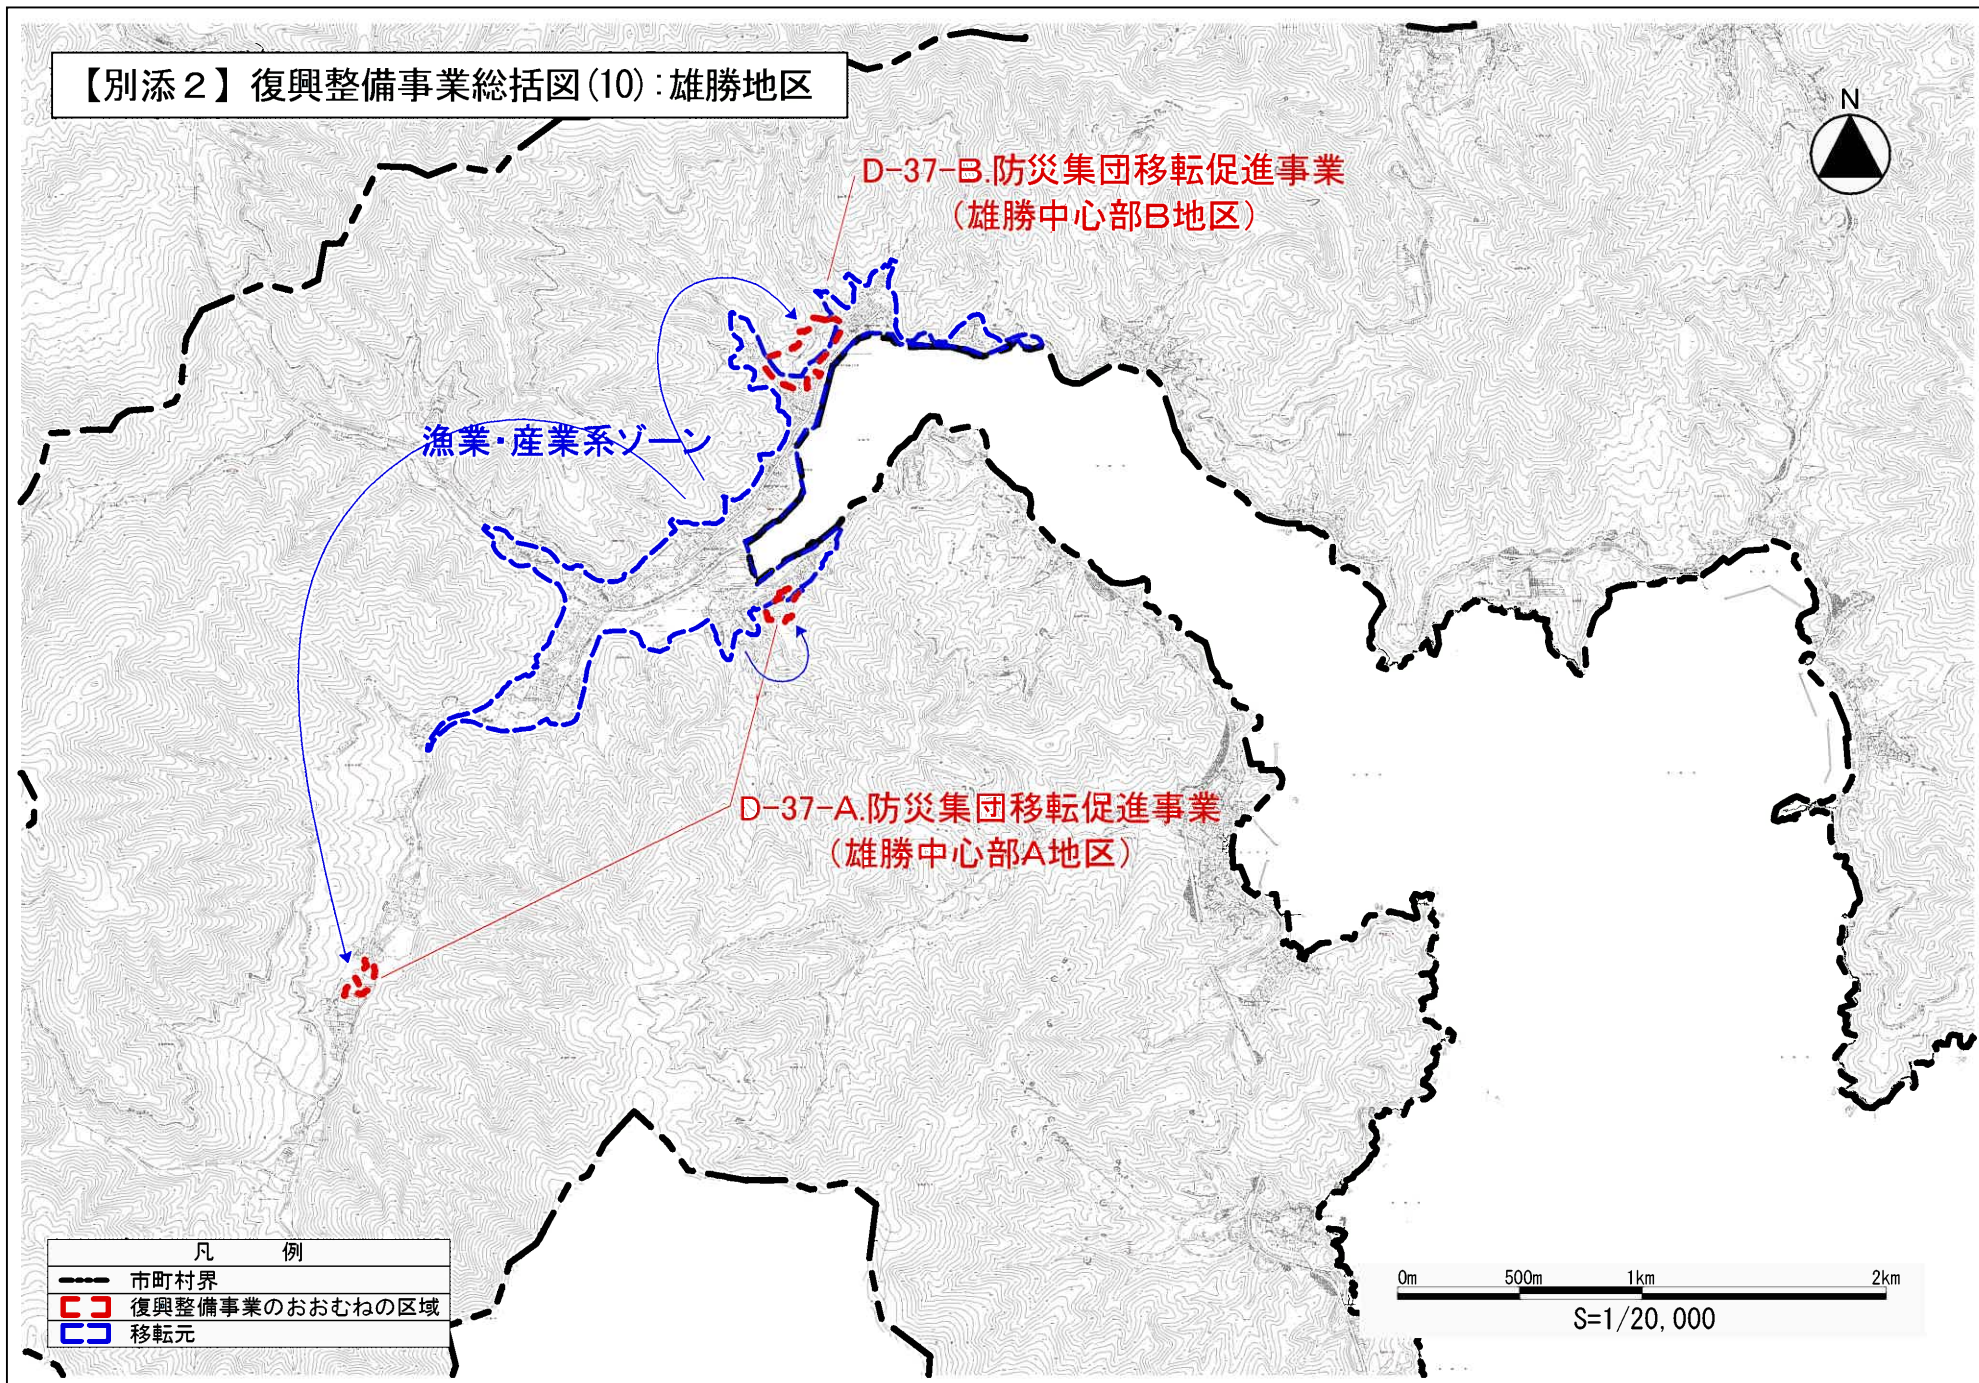 【別添２】復興整備事業総括図(10):雄勝地区
N
D-37-B.防災集団移転促進事業
（雄勝中心部B地区）
漁業・産業系ゾーン
D-37-A.防災集団移転促進事業
（雄勝中心部A地区）
凡　例
市町村界
復興整備事業のおおむねの区域
移転元
0m 500m 1km 2km
S=1/20,000